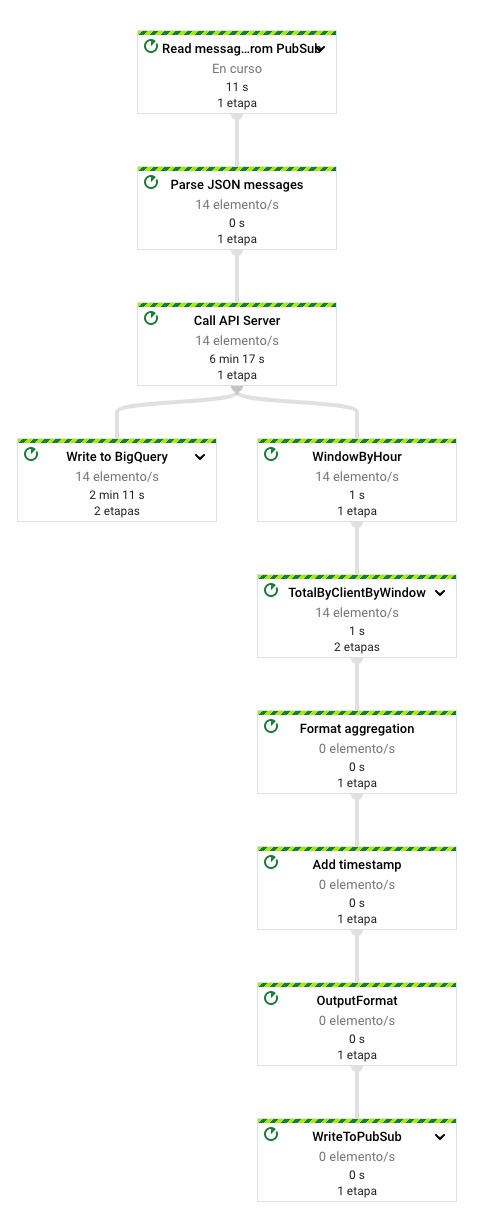 Read messag...rom PubSub
En curso
11 s
1 etapa
Parse JSON messages
14 elemento/s
0 s
1 etapa
Call API Server
14 elemento/s
6 min 17 s
1 etapa
Write to BigQuery
14 elemento/s
2 min 11 s
2 etapas
WindowByHour
14 elemento/s
1 s
1 etapa
TotalByClientByWindow
14 elemento/s
1 s
2 etapas
Format aggregation
0 elemento/s
0 s
1 etapa
Add timestamp
0 elemento/s
0 s
1 etapa
OutputFormat
0 elemento/s
0 s
1 etapa
WriteToPubSub
0 elemento/s
0 s
1 etapa